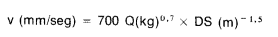 v (mm/seg) = 700 Q(kg)⁰·⁷ × DS (m)⁻¹·⁵